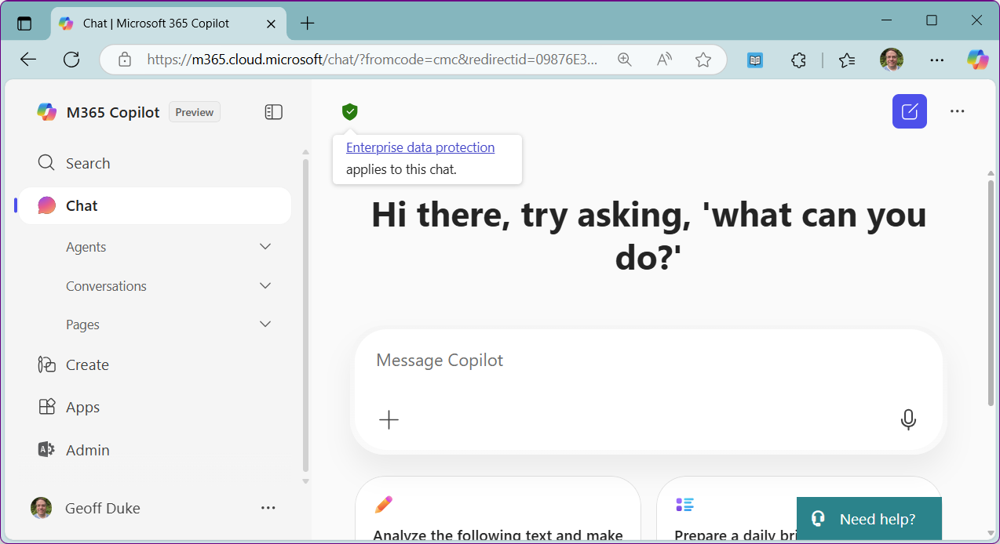 Chat | Microsoft 365 Copilot
https://m365.cloud.microsoft/chat/?fromcode=cmc&redirectid=09876E3...
M365 Copilot
Preview
Search
Chat
Agents
Conversations
Pages
Create
Apps
Admin
Geoff Duke
Enterprise data protection
applies to this chat.
Hi there, try asking, 'what can you
do?'
Message Copilot
Analyze the following text and make
Prepare a daily bri
Need help?